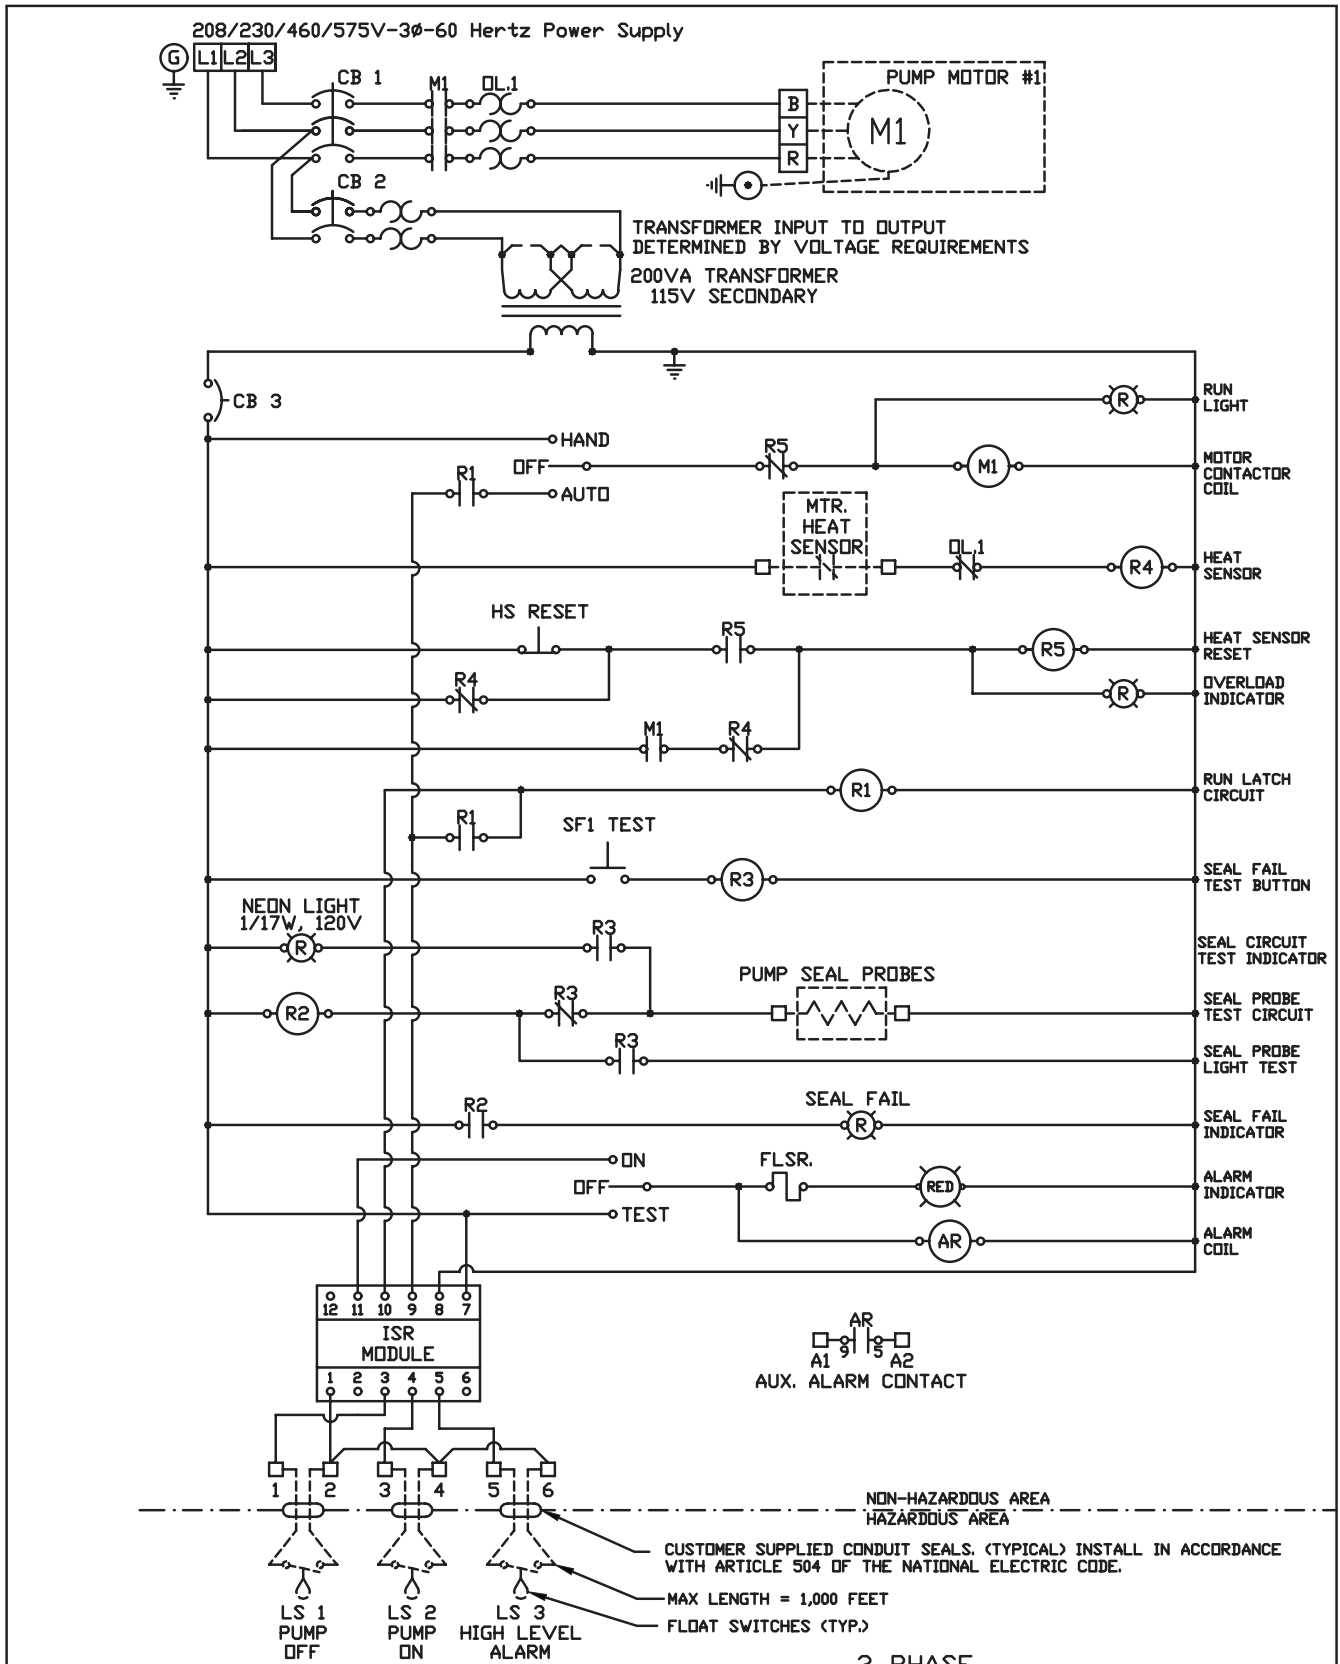 208/230/460/575V-3Ø-60 Hertz Power Supply
G L1 L2 L3
CB 1
M1
OL1
PUMP MOTOR #1
B
Y
R
M1
CB 2
TRANSFORMER INPUT TO OUTPUT
DETERMINED BY VOLTAGE REQUIREMENTS
200VA TRANSFORMER
115V SECONDARY
CB 3
R
RUN
LIGHT
HAND
OFF
R5
M1
MOTOR
CONTACTOR
COIL
R1
AUTO
MTR.
HEAT
SENSOR
OL1
R4
HEAT
SENSOR
HS RESET
R5
R5
HEAT SENSOR
RESET
R4
R
OVERLOAD
INDICATOR
M1
R4
R1
RUN LATCH
CIRCUIT
R1
SF1 TEST
R3
SEAL FAIL
TEST BUTTON
NEON LIGHT
1/17W, 120V
R
R3
SEAL CIRCUIT
TEST INDICATOR
PUMP SEAL PROBES
R2
R3
SEAL PROBE
TEST CIRCUIT
R3
SEAL PROBE
LIGHT TEST
R2
SEAL FAIL
R
SEAL FAIL
INDICATOR
ON
OFF
FLSR.
RED
ALARM
INDICATOR
TEST
AR
ALARM
COIL
12 11 10 9 8 7
ISR
MODULE
1 2 3 4 5 6
AR
A1 9 5 A2
AUX. ALARM CONTACT
1 2 3 4 5 6
NON-HAZARDOUS AREA
HAZARDOUS AREA
CUSTOMER SUPPLIED CONDUIT SEALS. (TYPICAL) INSTALL IN ACCORDANCE
WITH ARTICLE 504 OF THE NATIONAL ELECTRIC CODE.
MAX LENGTH = 1,000 FEET
FLOAT SWITCHES (TYP.)
LS 1
PUMP
OFF
LS 2
PUMP
ON
LS 3
HIGH LEVEL
ALARM
3 PHASE